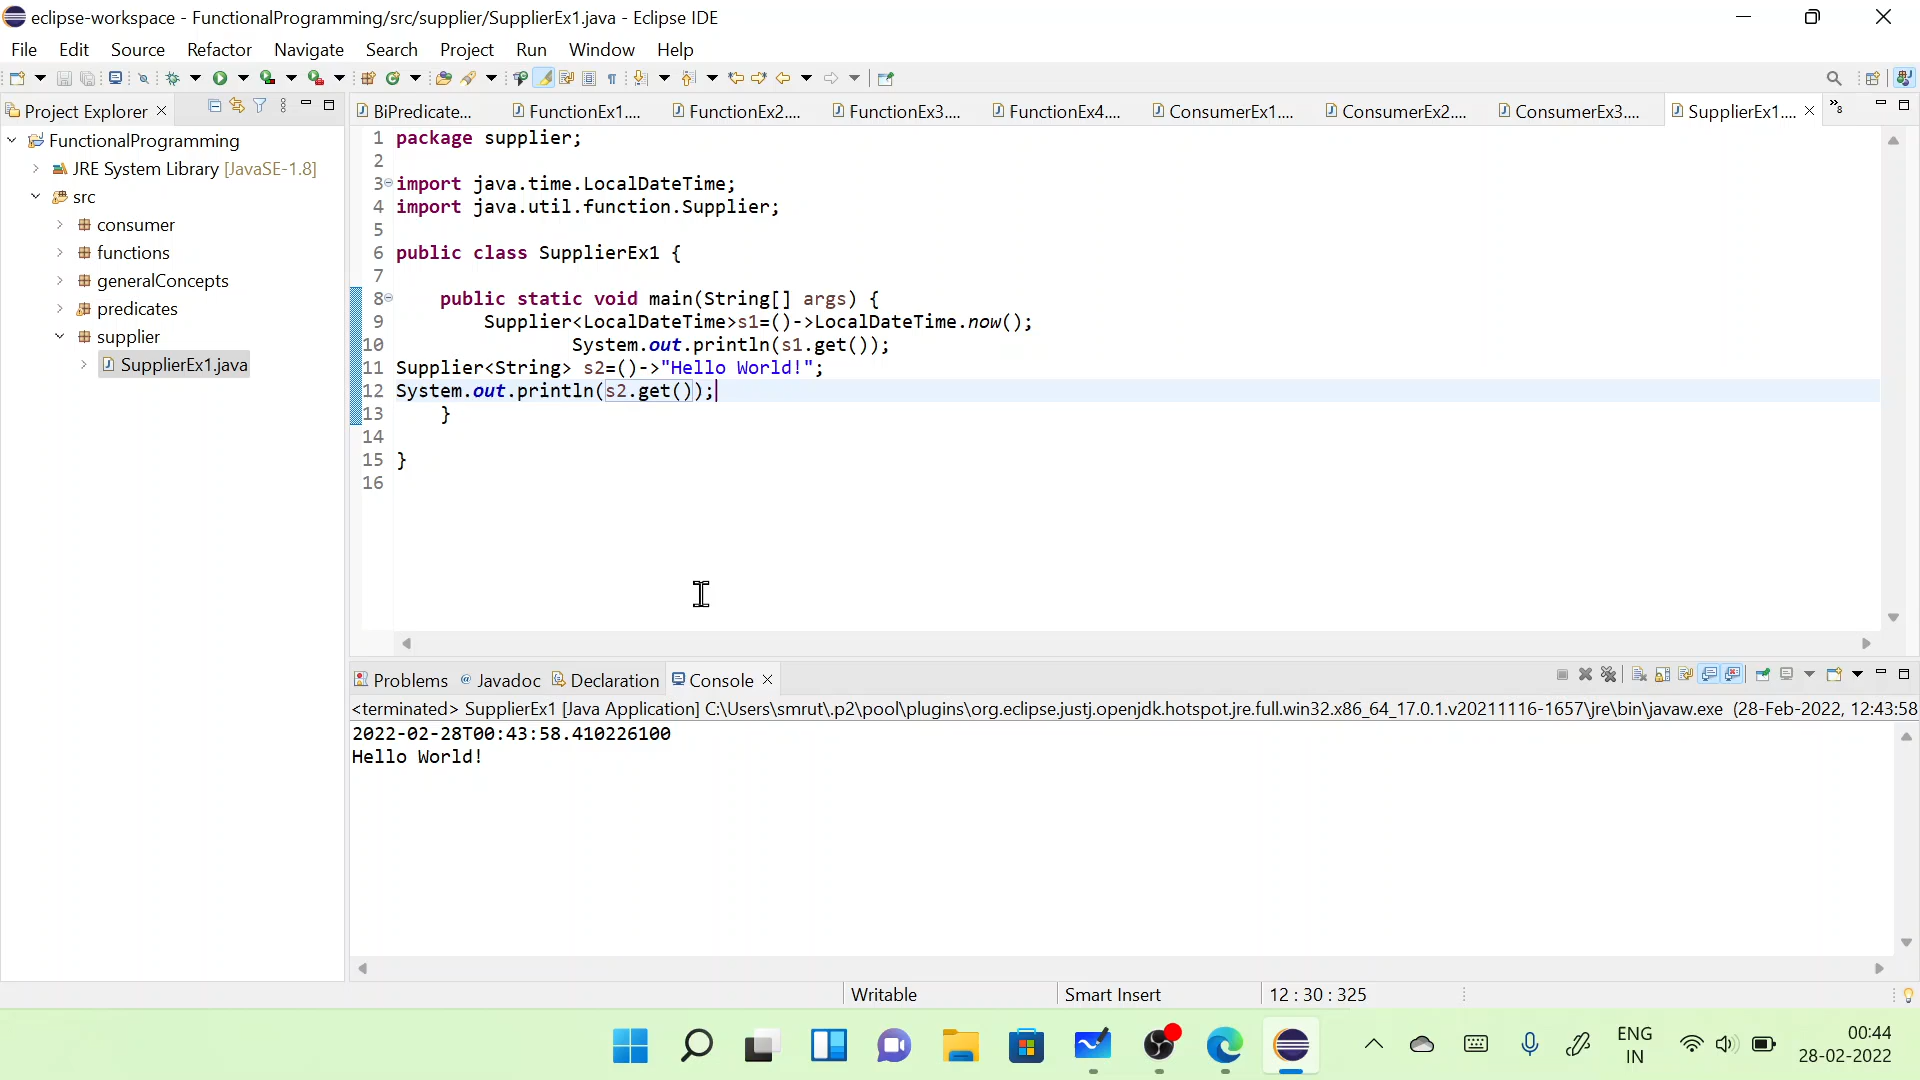 eclipse-workspace - FunctionalProgramming/src/supplier/SupplierEx1.java - Eclipse IDE
File Edit Source Refactor Navigate Search Project Run Window Help
Project Explorer
BiPredicate... FunctionEx1.... FunctionEx2.... FunctionEx3.... FunctionEx4.... ConsumerEx1.... ConsumerEx2.... ConsumerEx3.... SupplierEx1.... »8
FunctionalProgramming
JRE System Library [JavaSE-1.8]
src
consumer
functions
generalConcepts
predicates
supplier
SupplierEx1.java
1 package supplier;
2
3 import java.time.LocalDateTime;
4 import java.util.function.Supplier;
5
6 public class SupplierEx1 {
7
8 public static void main(String[] args) {
9 Supplier<LocalDateTime>s1=()->LocalDateTime.now();
10 System.out.println(s1.get());
11 Supplier<String> s2=()->"Hello World!";
12 System.out.println(s2.get());
13 }
14
15 }
16
Problems @ Javadoc Declaration Console
<terminated> SupplierEx1 [Java Application] C:\Users\smrut\.p2\pool\plugins\org.eclipse.justj.openjdk.hotspot.jre.full.win32.x86_64_17.0.1.v20211116-1657\jre\bin\javaw.exe (28-Feb-2022, 12:43:58
2022-02-28T00:43:58.410226100
Hello World!
Writable Smart Insert 12 : 30 : 325
ENG
IN
00:44
28-02-2022